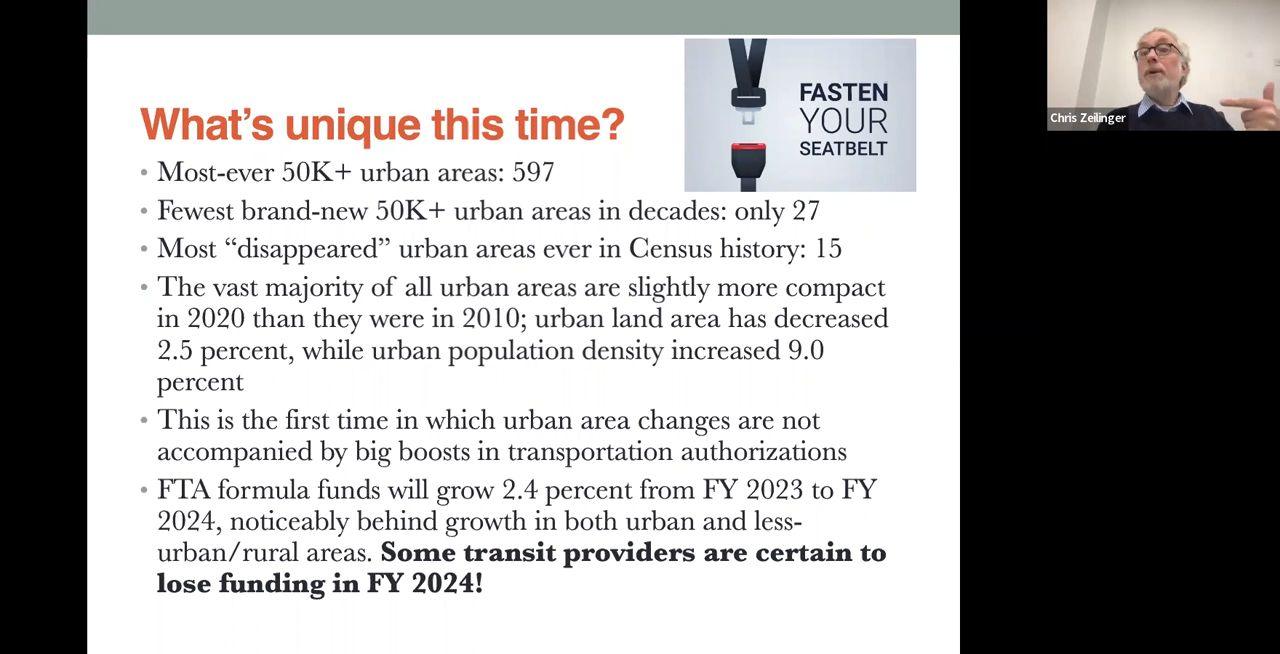 What's unique this time?
FASTEN
YOUR
SEATBELT
Chris Zeilinger
• Most-ever 50K+ urban areas: 597
• Fewest brand-new 50K+ urban areas in decades: only 27
• Most “disappeared” urban areas ever in Census history: 15
• The vast majority of all urban areas are slightly more compact
in 2020 than they were in 2010; urban land area has decreased
2.5 percent, while urban population density increased 9.0
percent
• This is the first time in which urban area changes are not
accompanied by big boosts in transportation authorizations
• FTA formula funds will grow 2.4 percent from FY 2023 to FY
2024, noticeably behind growth in both urban and less-
urban/rural areas. Some transit providers are certain to
lose funding in FY 2024!